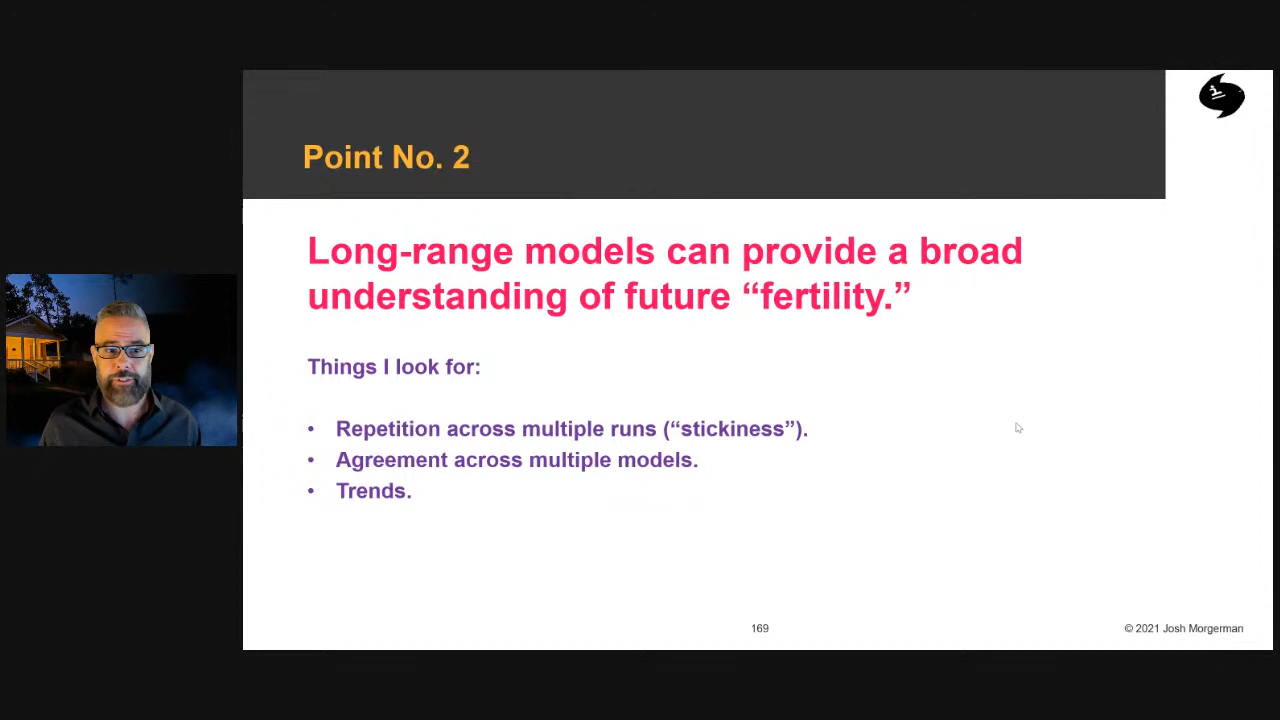 Point No. 2
Long-range models can provide a broad
understanding of future “fertility.”
Things I look for:
• Repetition across multiple runs (“stickiness”).
• Agreement across multiple models.
• Trends.
169
© 2021 Josh Morgerman